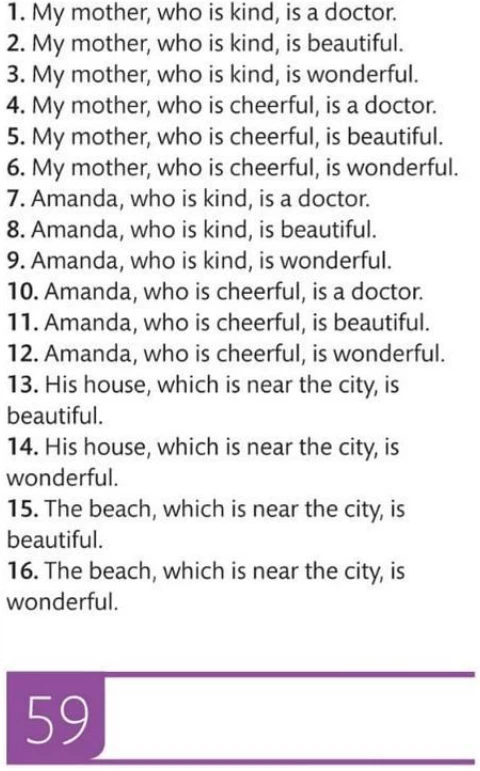 1. My mother, who is kind, is a doctor.
2. My mother, who is kind, is beautiful.
3. My mother, who is kind, is wonderful.
4. My mother, who is cheerful, is a doctor.
5. My mother, who is cheerful, is beautiful.
6. My mother, who is cheerful, is wonderful.
7. Amanda, who is kind, is a doctor.
8. Amanda, who is kind, is beautiful.
9. Amanda, who is kind, is wonderful.
10. Amanda, who is cheerful, is a doctor.
11. Amanda, who is cheerful, is beautiful.
12. Amanda, who is cheerful, is wonderful.
13. His house, which is near the city, is
beautiful.
14. His house, which is near the city, is
wonderful.
15. The beach, which is near the city, is
beautiful.
16. The beach, which is near the city, is
wonderful.
59